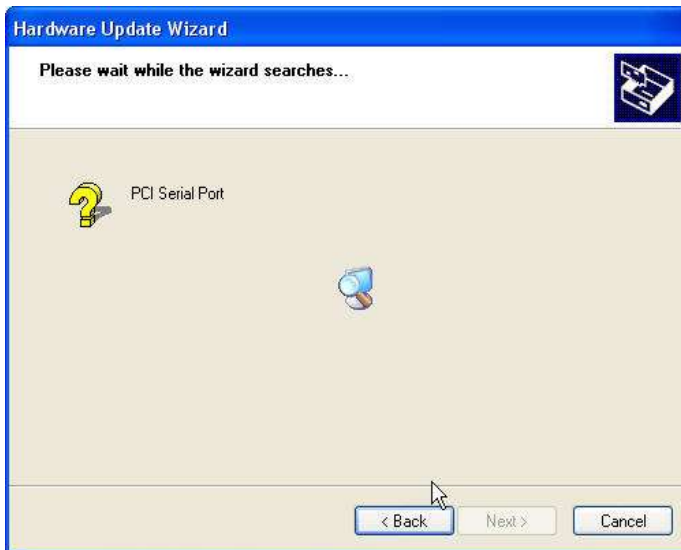 Hardware Update Wizard
Please wait while the wizard searches...
PCI Serial Port
< Back Next > Cancel